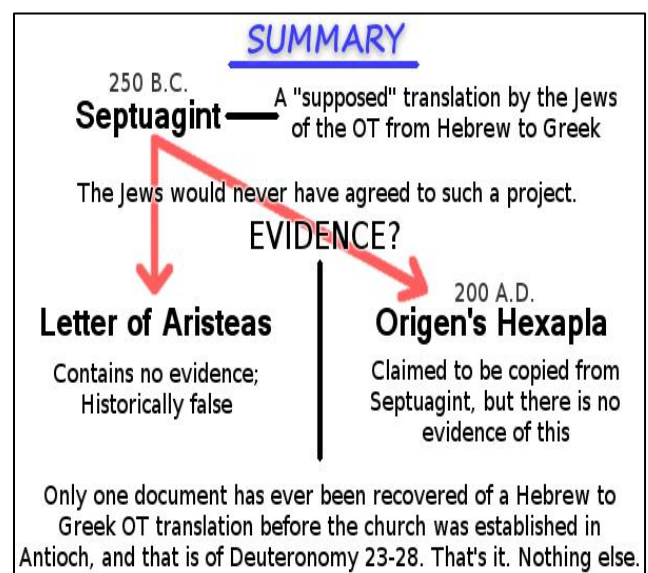 SUMMARY
250 B.C.
Septuagint
A "supposed" translation by the Jews
of the OT from Hebrew to Greek
The Jews would never have agreed to such a project.
EVIDENCE?
Letter of Aristeas
Contains no evidence;
Historically false
200 A.D.
Origen's Hexapla
Claimed to be copied from
Septuagint, but there is no
evidence of this
Only one document has ever been recovered of a Hebrew to
Greek OT translation before the church was established in
Antioch, and that is of Deuteronomy 23-28. That's it. Nothing else.